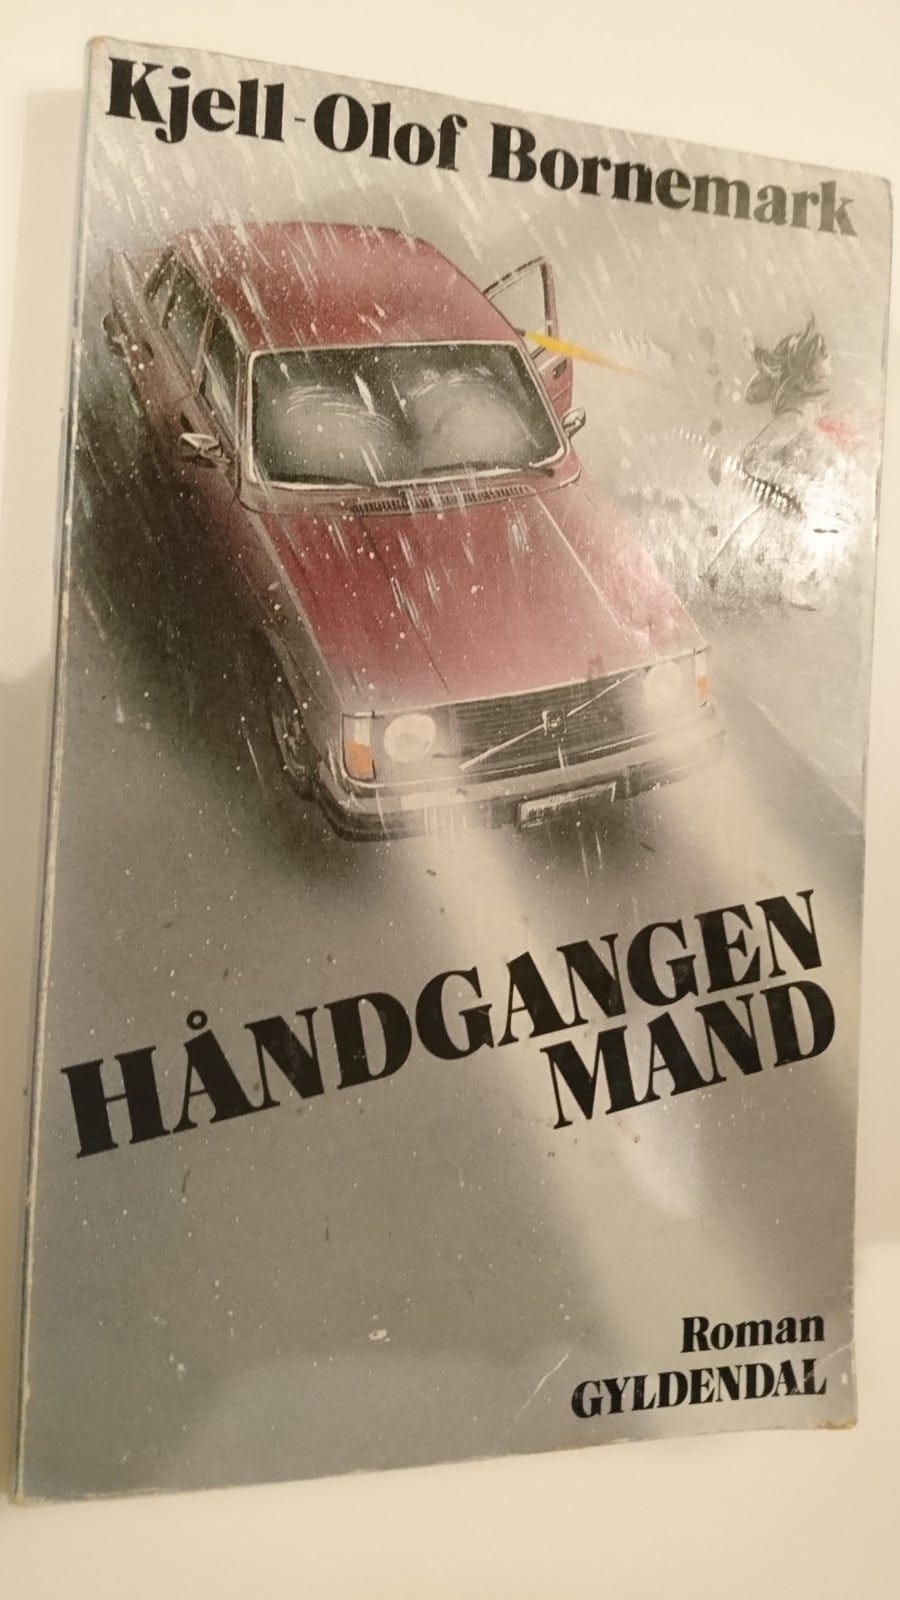 Kjell-Olof Bornemark
HÅNDGANGEN
MAND
Roman
GYLDENDAL